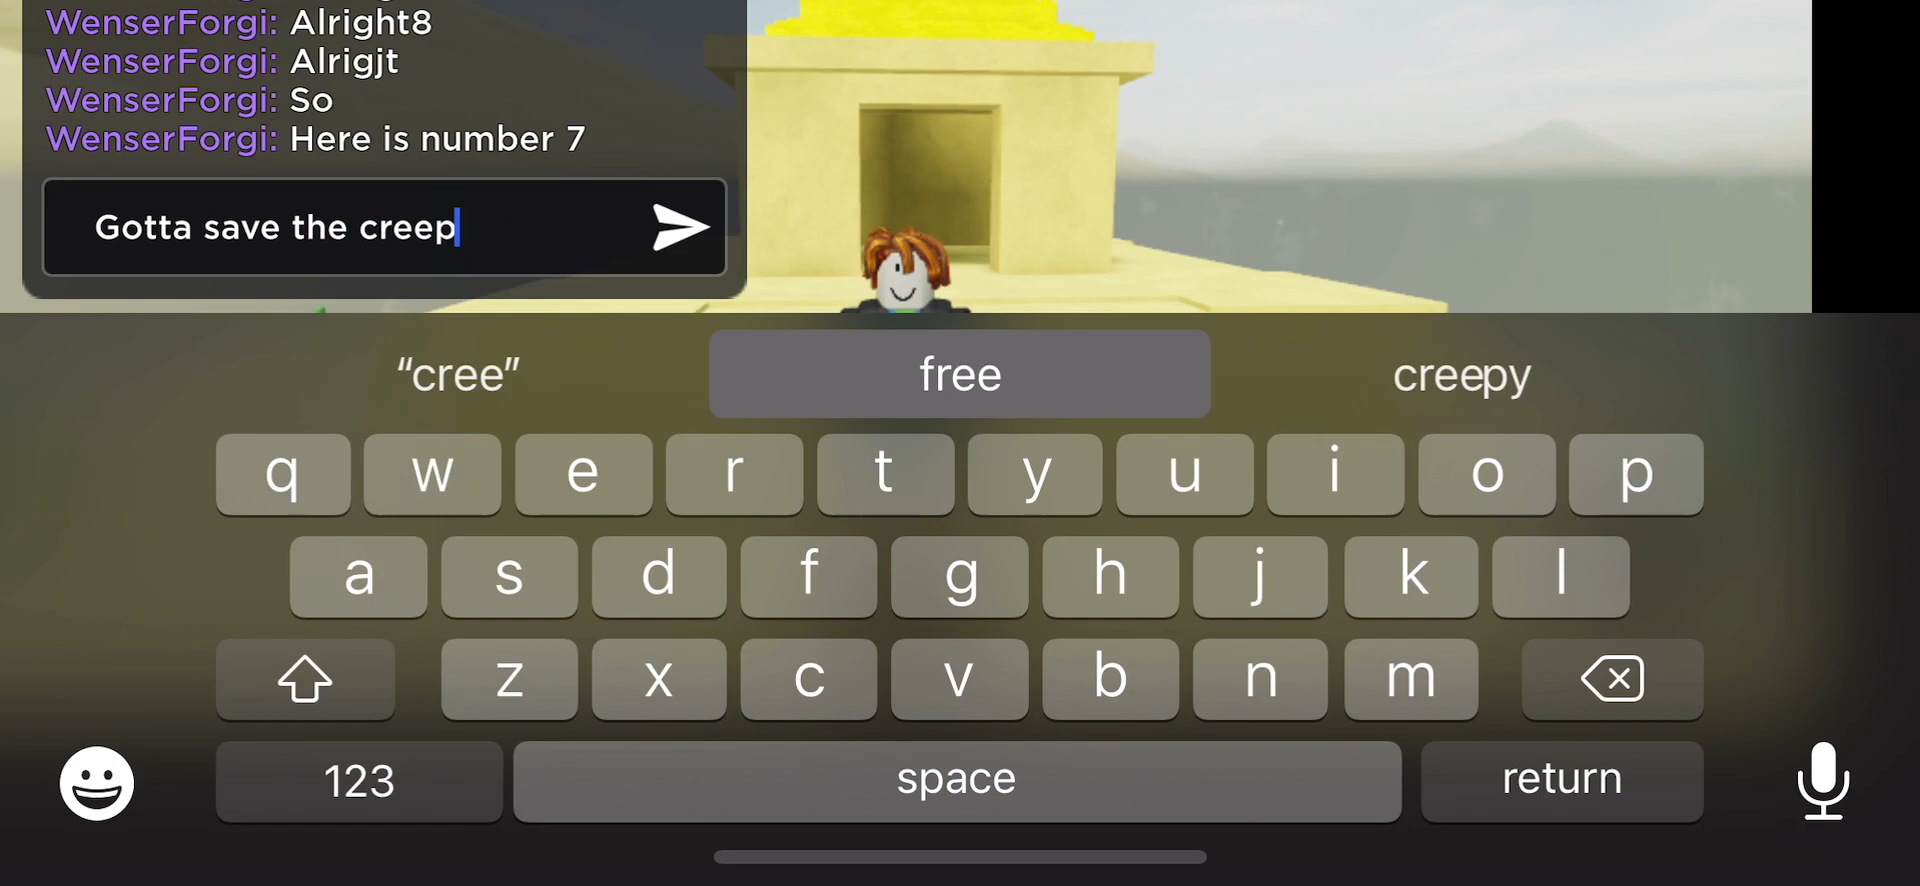 WenserForgi: Alright8
WenserForgi: Alrigjt
WenserForgi: So
WenserForgi: Here is number 7
Gotta save the creep
“cree” free creepy
q w e r t y u i o p
a s d f g h j k l
z x c v b n m
123 space return